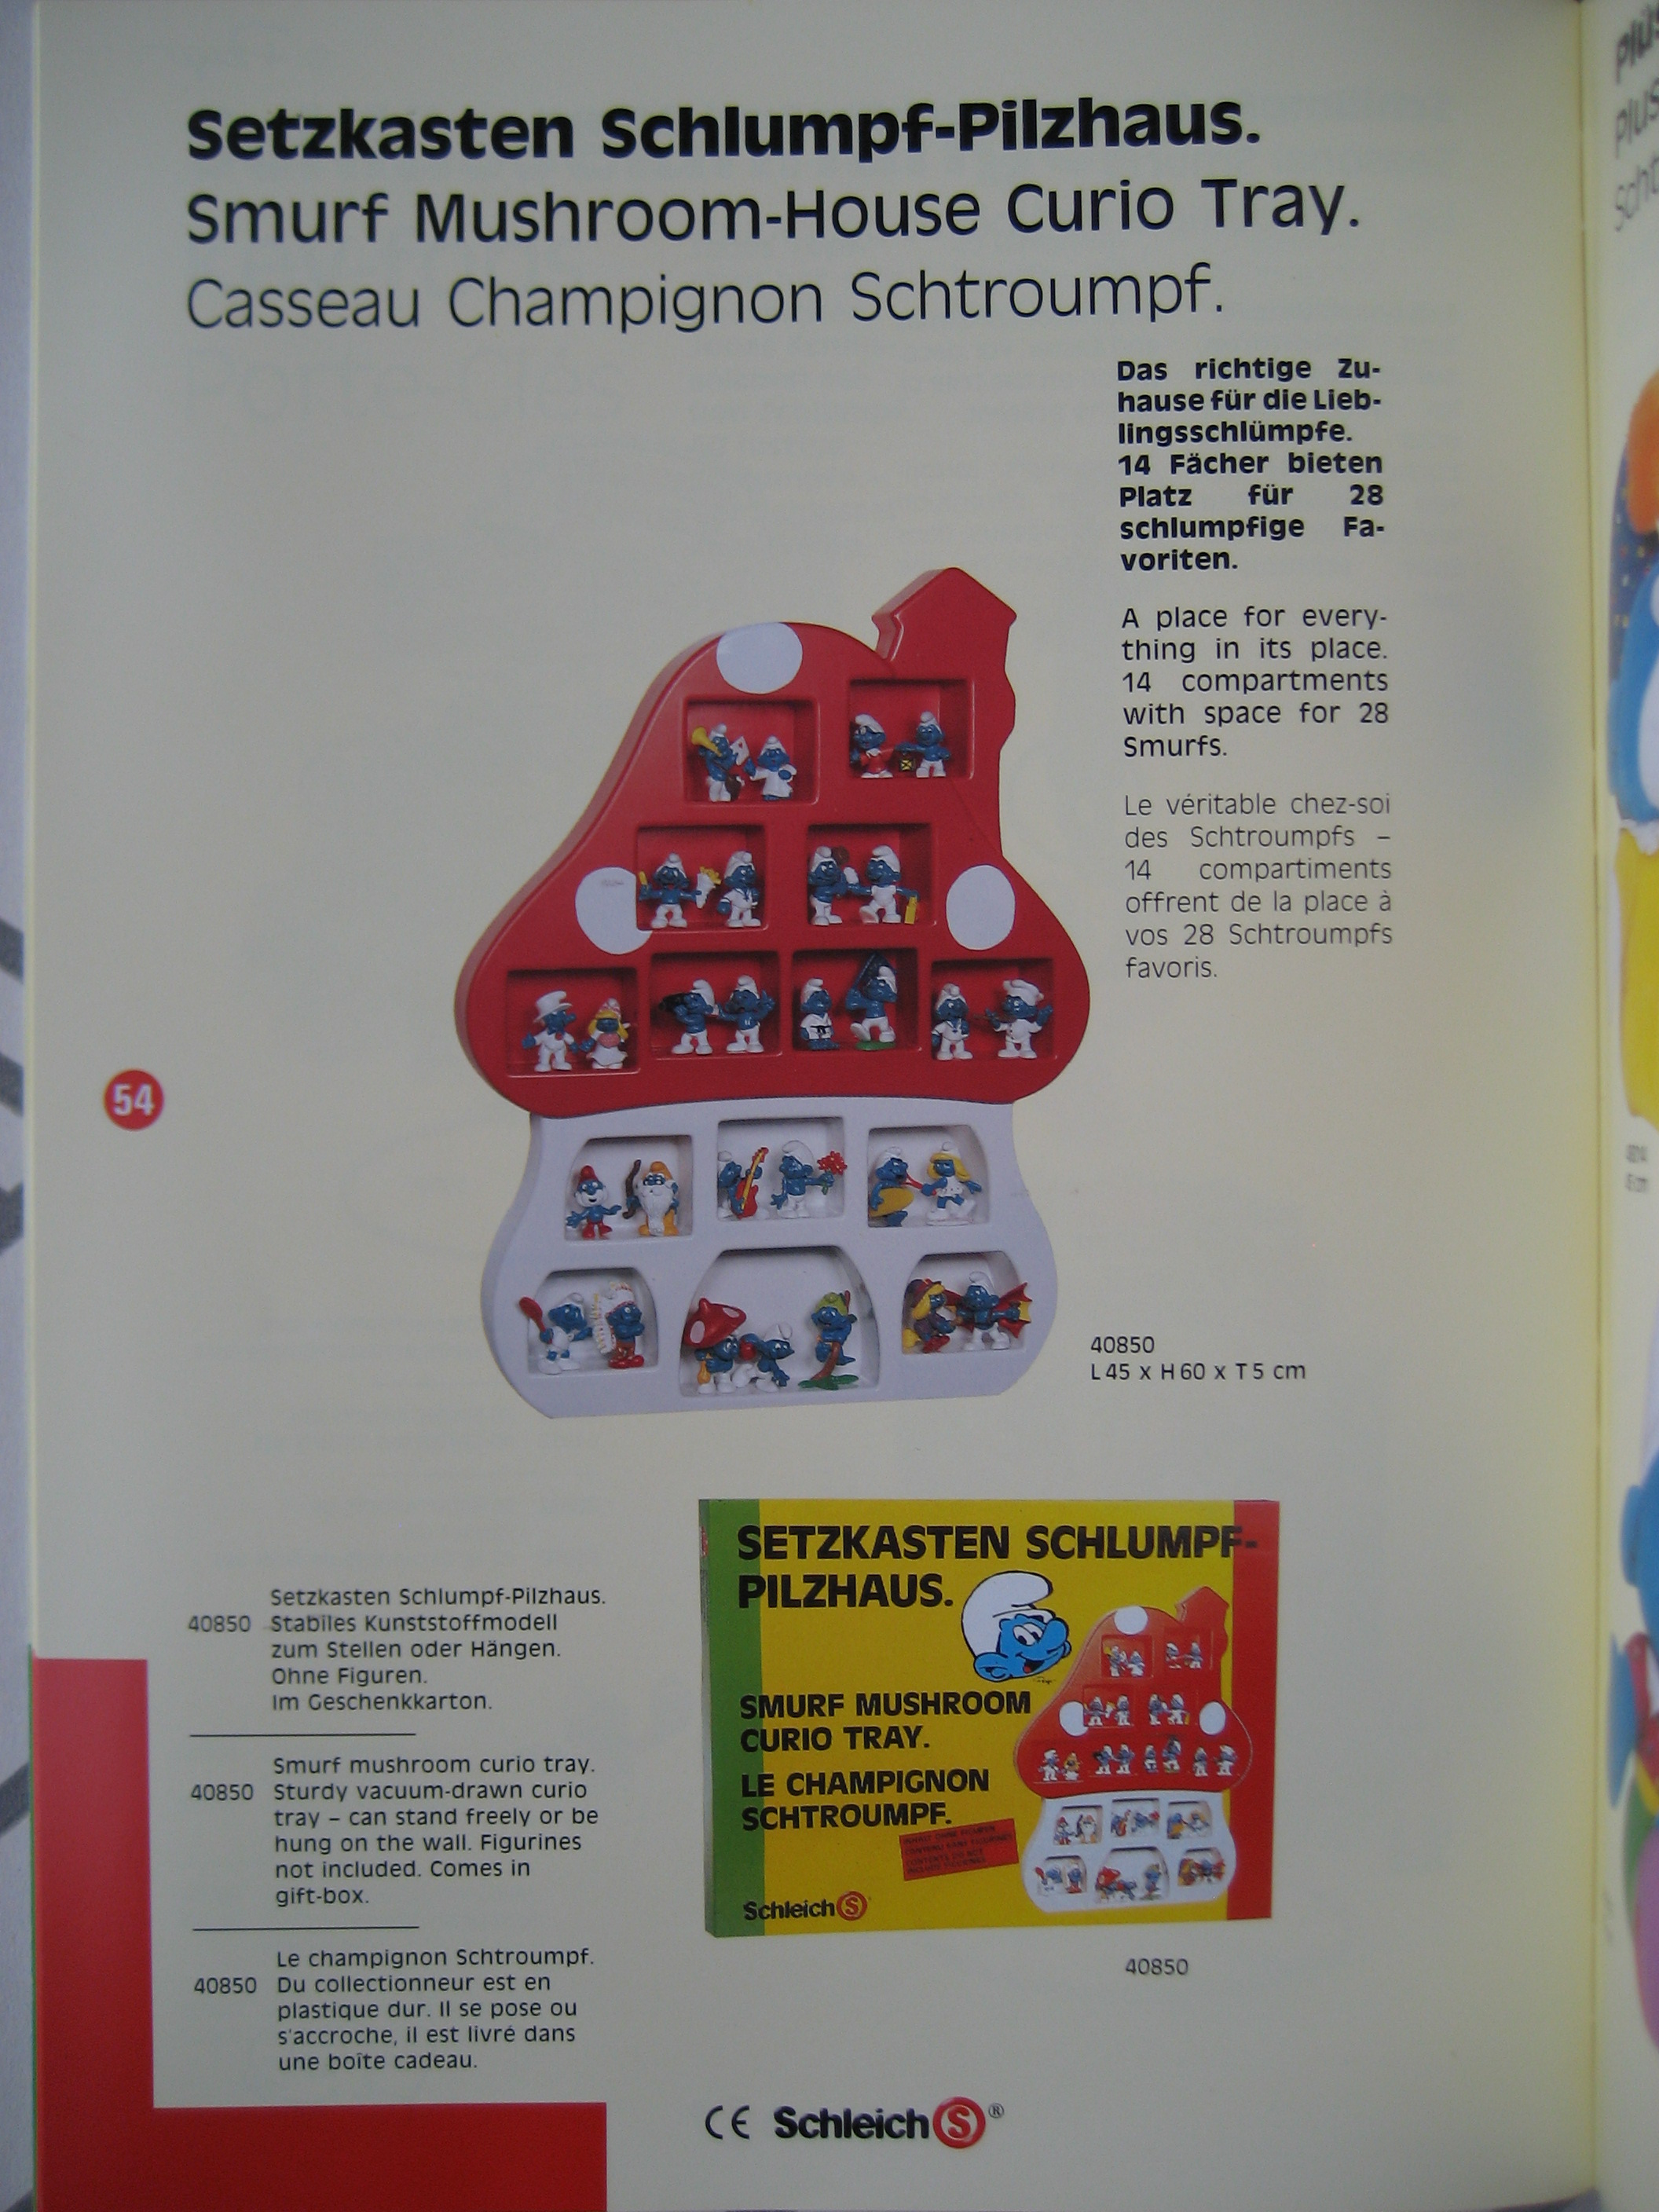 Setzkasten Schlumpf-Pilzhaus.
Smurf Mushroom-House Curio Tray.
Casseau Champignon Schtroumpf.
Das richtige Zu-
hause für die Lieb-
lingsschlümpfe.
14 Fächer bieten
Platz für 28
schlumpfige Fa-
voriten.
A place for every-
thing in its place.
14 compartments
with space for 28
Smurfs.
Le véritable chez-soi
des Schtroumpfs –
14 compartiments
offrent de la place à
vos 28 Schtroumpfs
favoris.
54
40850
L 45 x H 60 x T 5 cm
SETZKASTEN SCHLUMPF-
PILZHAUS.
SMURF MUSHROOM
CURIO TRAY.
LE CHAMPIGNON
SCHTROUMPF.
Schleich S
40850
Setzkasten Schlumpf-Pilzhaus.
40850 Stabiles Kunststoffmodell
zum Stellen oder Hängen.
Ohne Figuren.
Im Geschenkkarton.
Smurf mushroom curio tray.
40850 Sturdy vacuum-drawn curio
tray – can stand freely or be
hung on the wall. Figurines
not included. Comes in
gift-box.
Le champignon Schtroumpf.
40850 Du collectionneur est en
plastique dur. Il se pose ou
s'accroche, il est livré dans
une boîte cadeau.
CE Schleich S ®